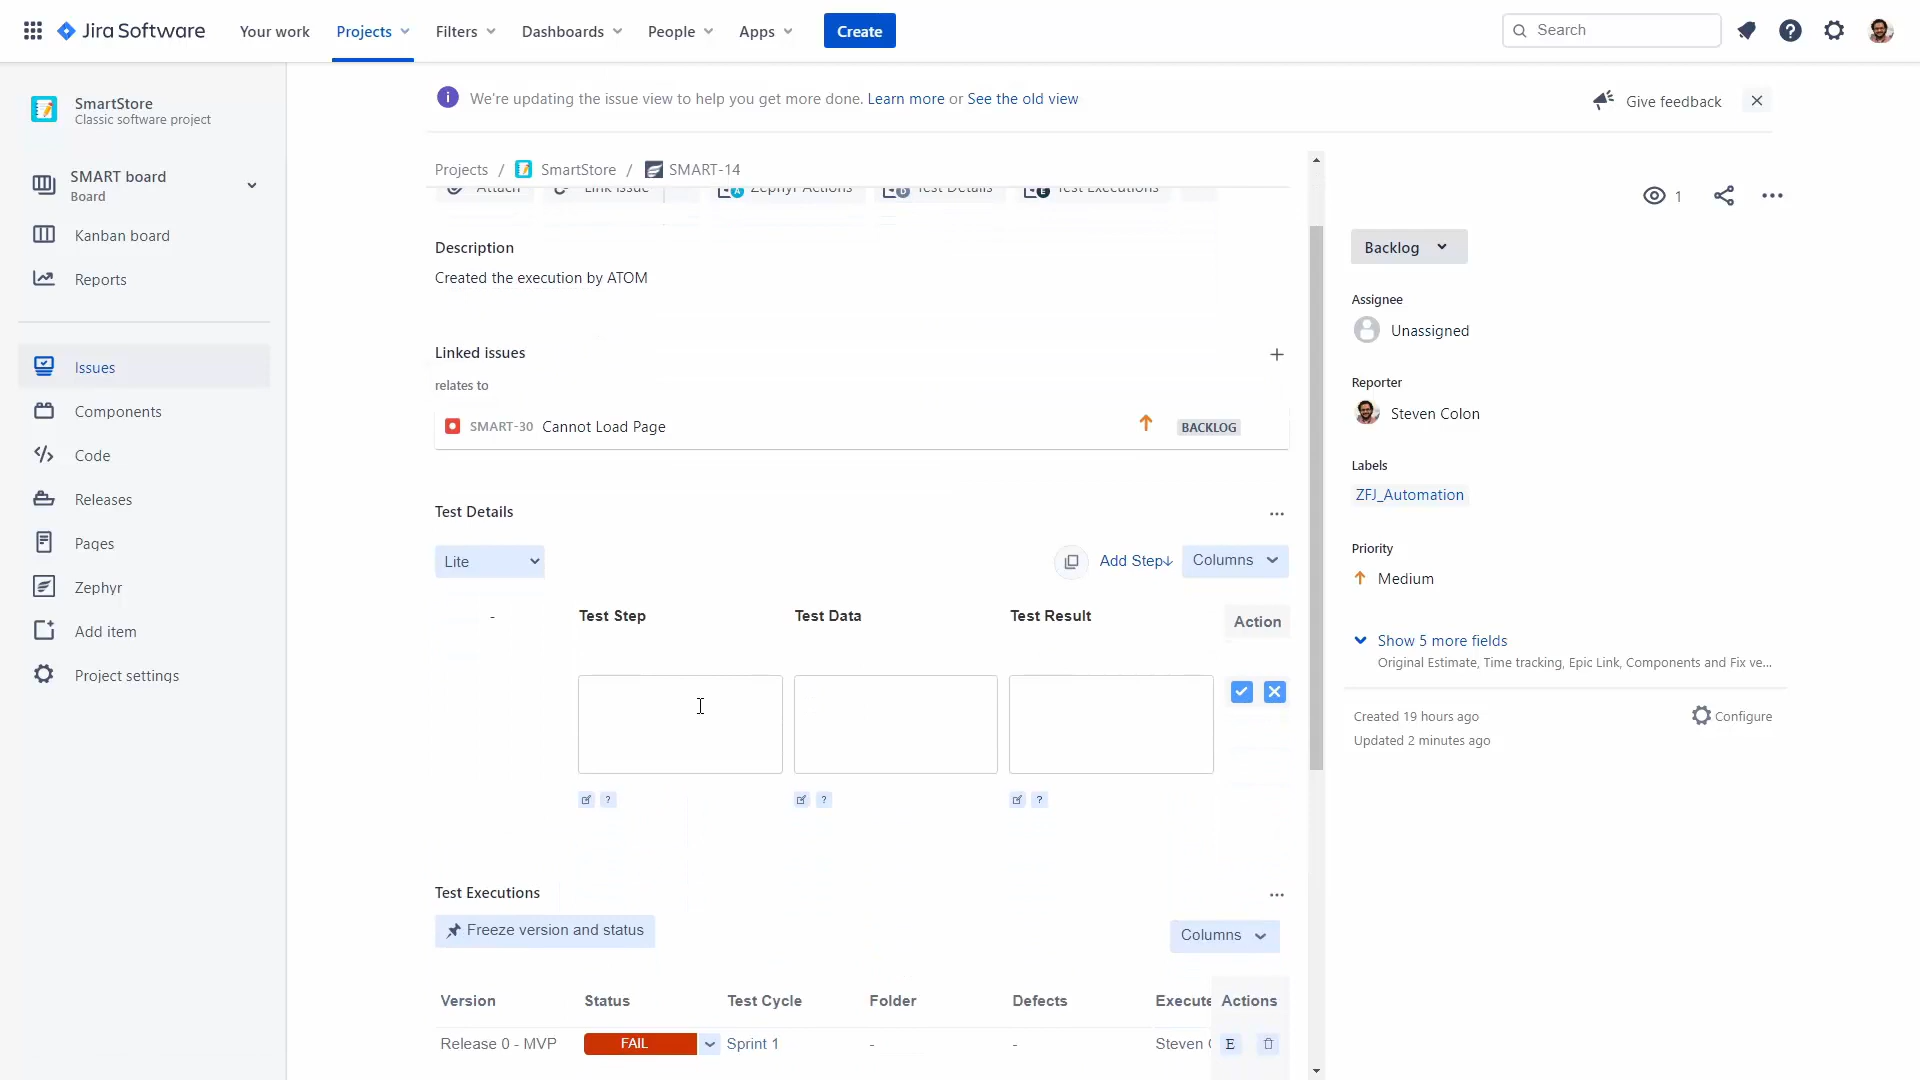 Jira Software
Your work
Projects
Filters
Dashboards
People
Apps
Create
Search
SmartStore
Classic software project
We're updating the issue view to help you get more done. Learn more or See the old view
Give feedback
SMART board
Board
Kanban board
Reports
Issues
Components
Code
Releases
Pages
Zephyr
Add item
Project settings
Projects / SmartStore / SMART-14
Attach
Link issue
Zephyr Actions
Test Details
Test Executions
Description
Created the execution by ATOM
Linked issues
relates to
SMART-30 Cannot Load Page
BACKLOG
Test Details
Lite
Add Step↓
Columns
-
Test Step
Test Data
Test Result
Action
?
?
?
Test Executions
Freeze version and status
Columns
Version
Status
Test Cycle
Folder
Defects
Execute
Actions
Release 0 - MVP
FAIL
Sprint 1
-
-
Steven
E
1
Backlog
Assignee
Unassigned
Reporter
Steven Colon
Labels
ZFJ_Automation
Priority
Medium
Show 5 more fields
Original Estimate, Time tracking, Epic Link, Components and Fix ve...
Created 19 hours ago
Configure
Updated 2 minutes ago